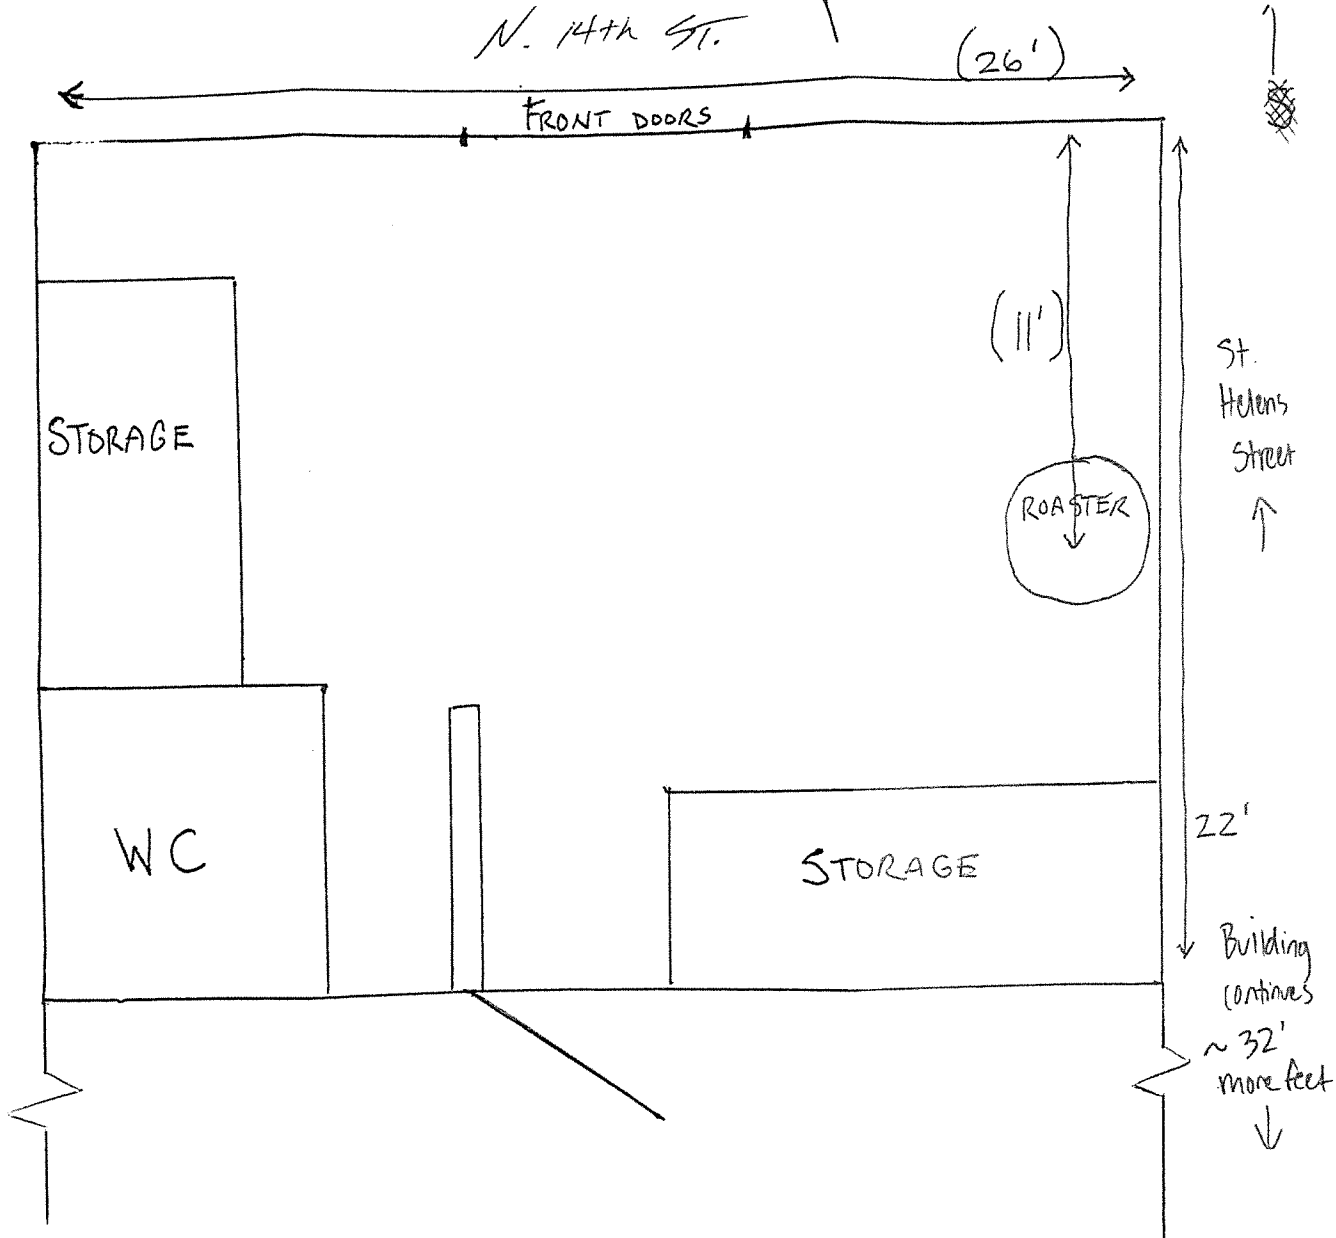 N. 14th ST.
(26')
FRONT DOORS
(11')
St.
Helens
Street
STORAGE
ROASTER
WC
STORAGE
22'
Building
continues
~ 32'
more feet